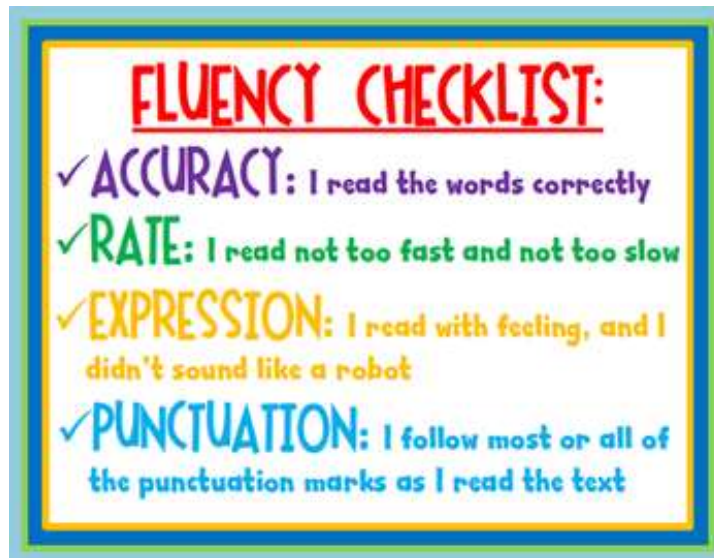 FLUENCY CHECKLIST:
✓ACCURACY: I read the words correctly
✓RATE: I read not too fast and not too slow
✓EXPRESSION: I read with feeling, and I
didn't sound like a robot
✓PUNCTUATION: I follow most or all of
the punctuation marks as I read the text